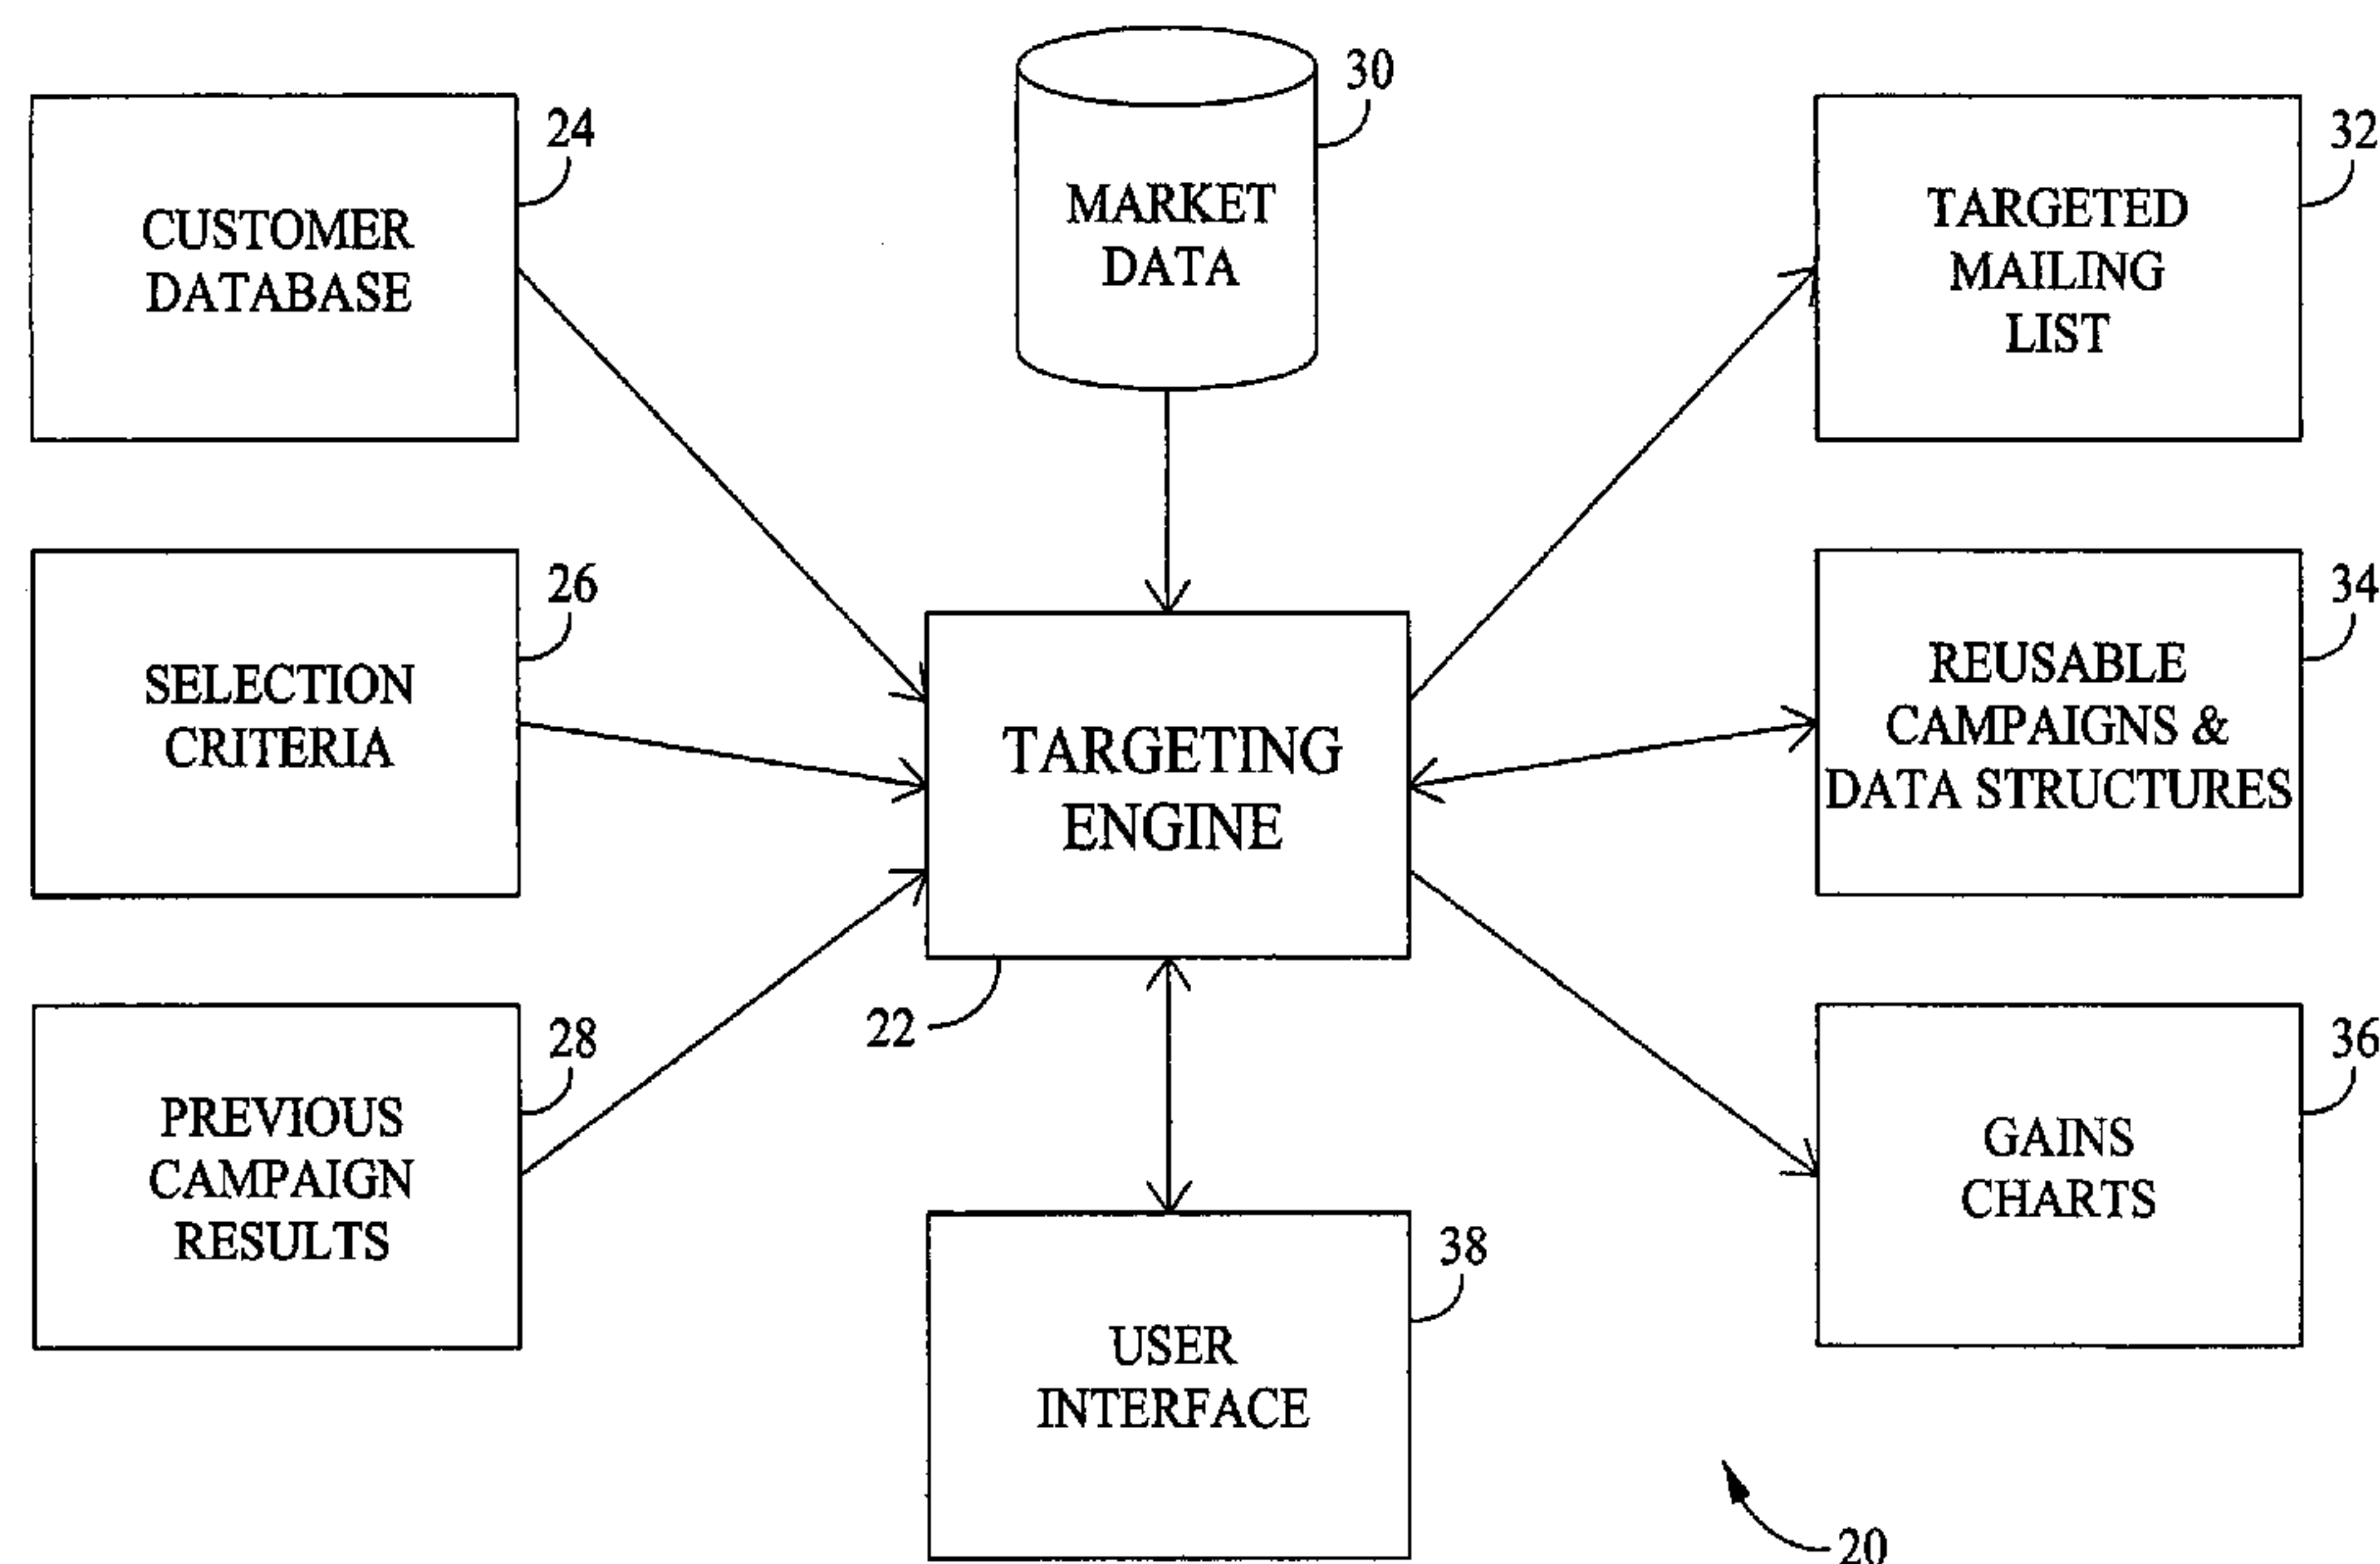 24
CUSTOMER
DATABASE
30
MARKET
DATA
32
TARGETED
MAILING
LIST
26
SELECTION
CRITERIA
TARGETING
ENGINE
22
34
REUSABLE
CAMPAIGNS &
DATA STRUCTURES
28
PREVIOUS
CAMPAIGN
RESULTS
38
USER
INTERFACE
36
GAINS
CHARTS
20